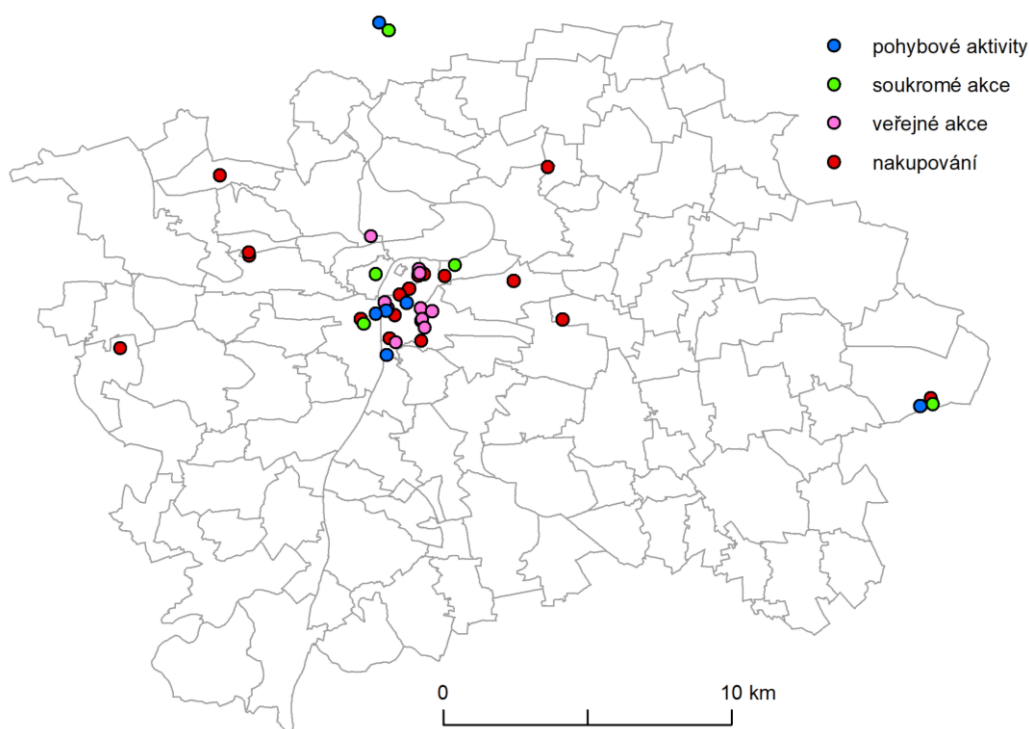 pohybové aktivity
soukromé akce
veřejné akce
nakupování
0 10 km